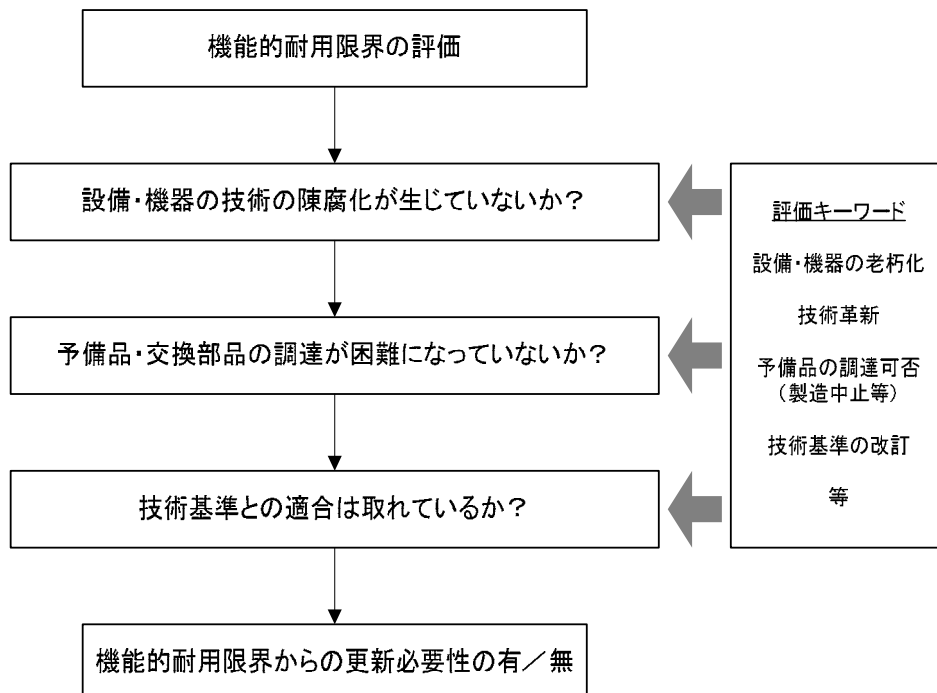 機能的耐用限界の評価
設備・機器の技術の陳腐化が生じていないか？
予備品・交換部品の調達が困難になっていないか？
技術基準との適合は取れているか？
機能的耐用限界からの更新必要性の有／無
評価キーワード
設備・機器の老朽化
技術革新
予備品の調達可否
（製造中止等）
技術基準の改訂
等